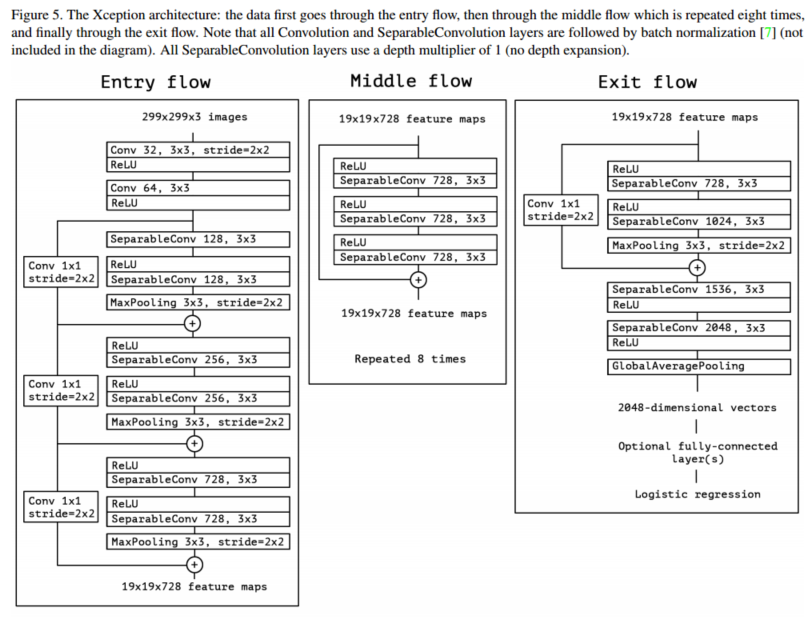 Figure 5. The Xception architecture: the data first goes through the entry flow, then through the middle flow which is repeated eight times,
and finally through the exit flow. Note that all Convolution and SeparableConvolution layers are followed by batch normalization [7] (not
included in the diagram). All SeparableConvolution layers use a depth multiplier of 1 (no depth expansion).
Entry flow
299x299x3 images
Conv 32, 3x3, stride=2x2
ReLU
Conv 64, 3x3
ReLU
SeparableConv 128, 3x3
Conv 1x1
stride=2x2
ReLU
SeparableConv 128, 3x3
MaxPooling 3x3, stride=2x2
+
ReLU
SeparableConv 256, 3x3
Conv 1x1
stride=2x2
ReLU
SeparableConv 256, 3x3
MaxPooling 3x3, stride=2x2
+
ReLU
SeparableConv 728, 3x3
Conv 1x1
stride=2x2
ReLU
SeparableConv 728, 3x3
MaxPooling 3x3, stride=2x2
+
19x19x728 feature maps
Middle flow
19x19x728 feature maps
ReLU
SeparableConv 728, 3x3
ReLU
SeparableConv 728, 3x3
ReLU
SeparableConv 728, 3x3
+
19x19x728 feature maps
Repeated 8 times
Exit flow
19x19x728 feature maps
ReLU
SeparableConv 728, 3x3
Conv 1x1
stride=2x2
ReLU
SeparableConv 1024, 3x3
MaxPooling 3x3, stride=2x2
+
SeparableConv 1536, 3x3
ReLU
SeparableConv 2048, 3x3
ReLU
GlobalAveragePooling
2048-dimensional vectors
Optional fully-connected
layer(s)
Logistic regression